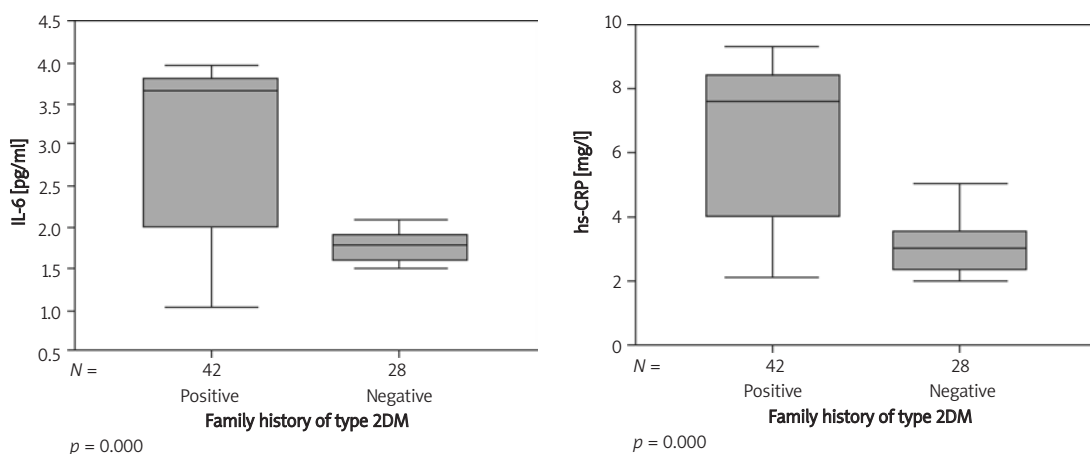 IL-6 [pg/ml]
4.5
4.0
3.5
3.0
2.5
2.0
1.5
1.0
0.5
N =
42
28
Positive
Negative
Family history of type 2DM
p = 0.000
hs-CRP [mg/l]
10
8
6
4
2
0
N =
42
28
Positive
Negative
Family history of type 2DM
p = 0.000